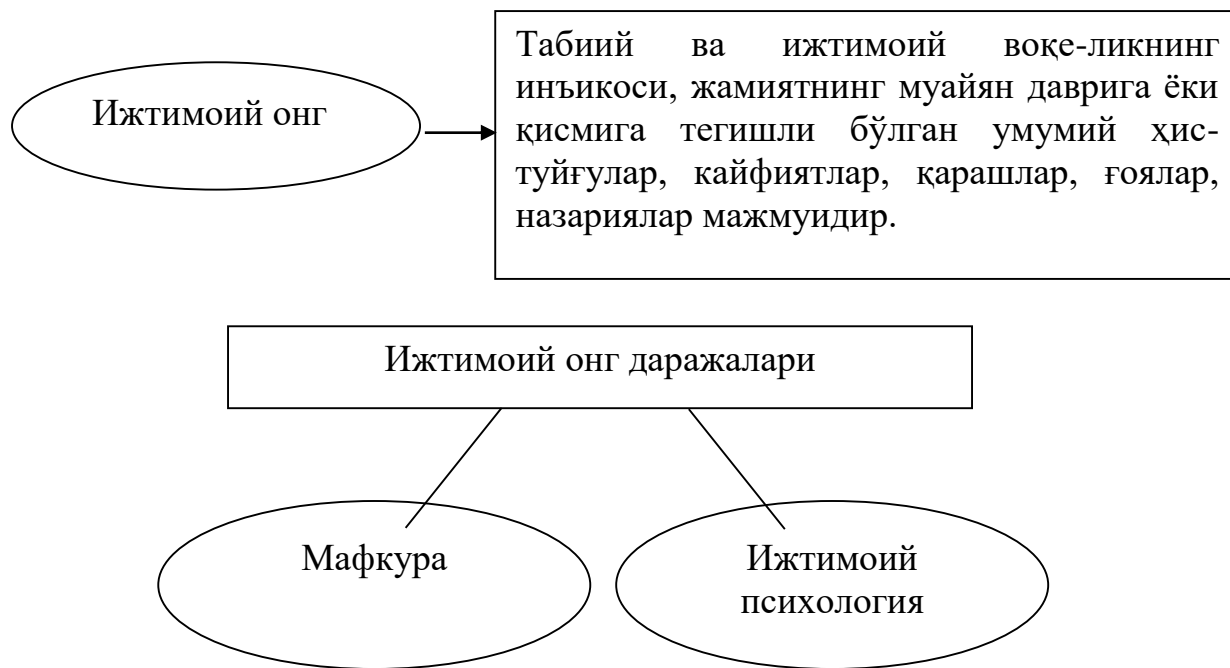 Ижтимоий онг
Табиий ва ижтимоий воқе-ликнинг
инъикоси, жамиятнинг муайян даврига ёки
қисмига тегишли бўлган умумий ҳис-
туйғулар, кайфиятлар, қарашлар, ғоялар,
назариялар мажмуидир.
Ижтимоий онг даражалари
Мафкура
Ижтимоий
психология